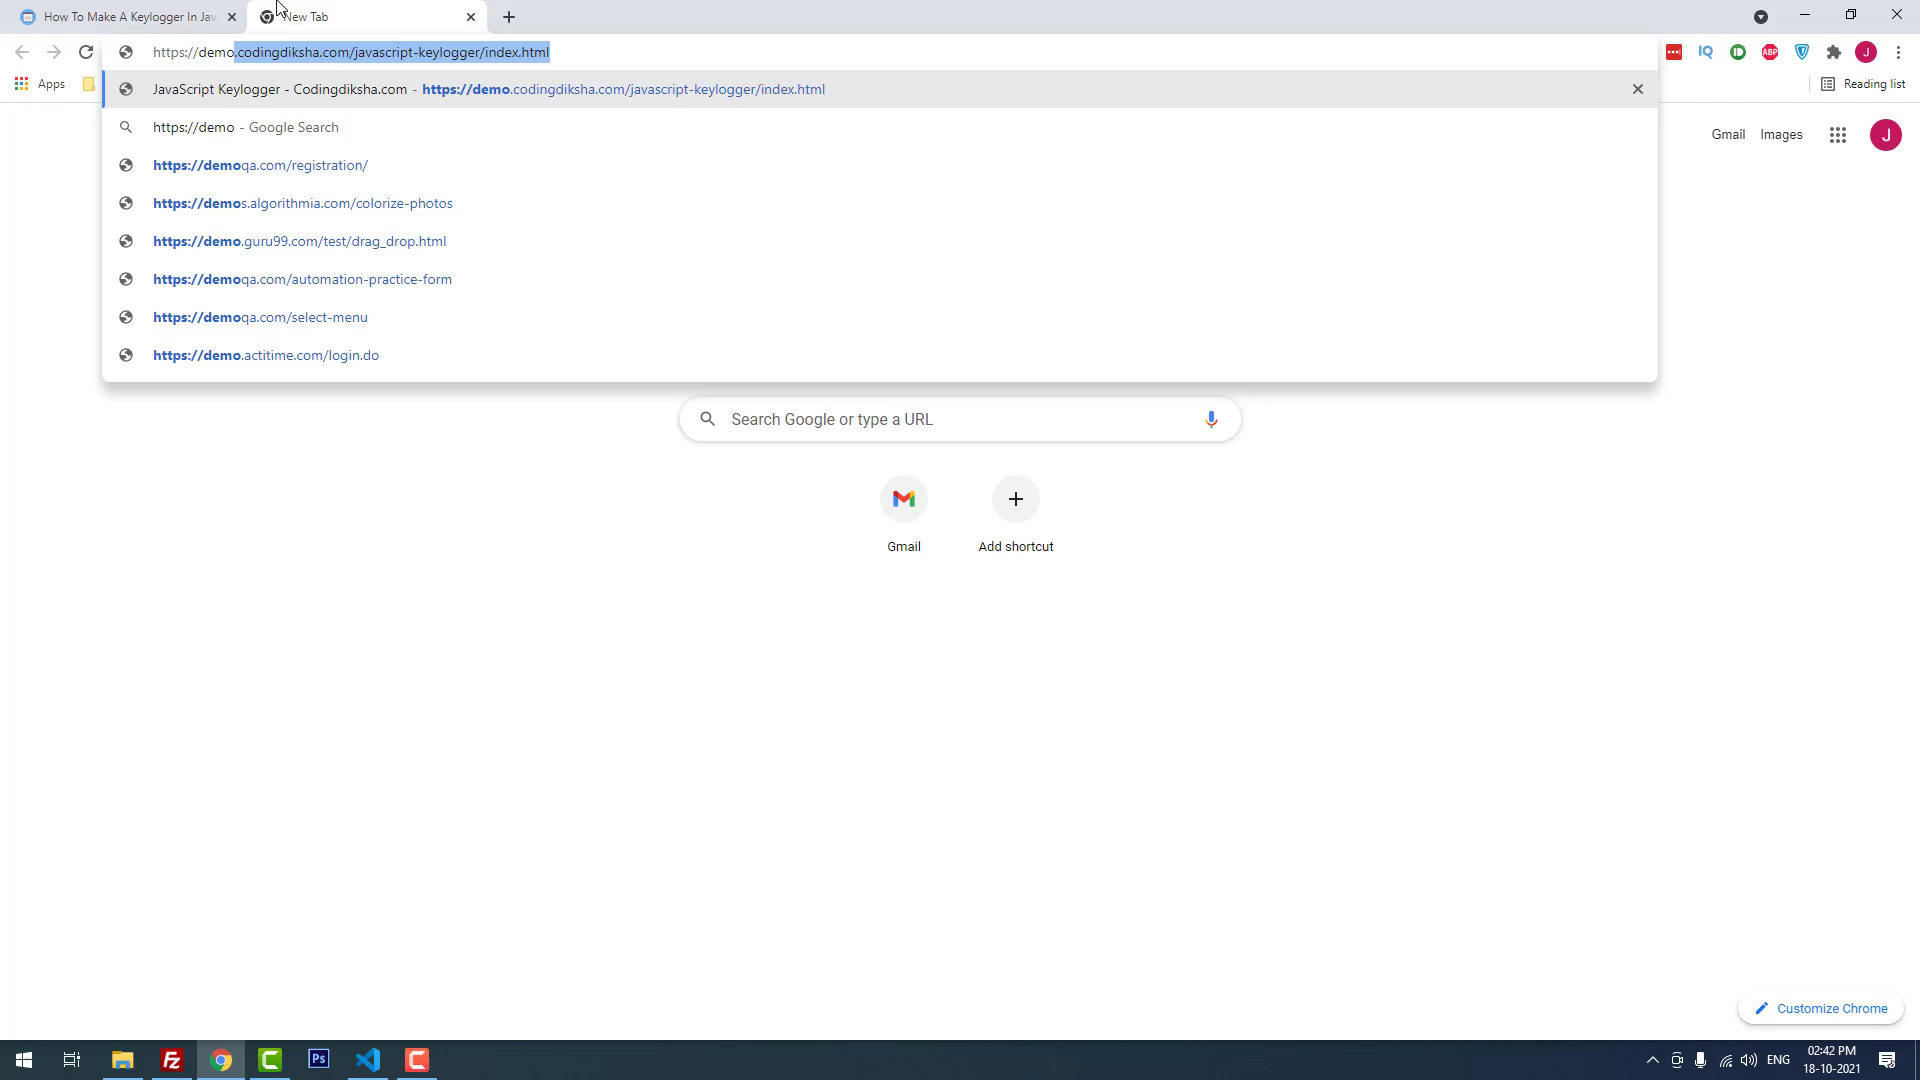 How To Make A Keylogger In Jav
New Tab
https://demo.codingdiksha.com/javascript-keylogger/index.html
IQ
ABP
J
Apps
Reading list
JavaScript Keylogger - Codingdiksha.com - https://demo.codingdiksha.com/javascript-keylogger/index.html
https://demo - Google Search
https://demoqa.com/registration/
https://demos.algorithmia.com/colorize-photos
https://demo.guru99.com/test/drag_drop.html
https://demoqa.com/automation-practice-form
https://demoqa.com/select-menu
https://demo.actitime.com/login.do
Gmail
Images
J
Search Google or type a URL
Gmail
Add shortcut
Customize Chrome
Fz
C
Ps
C
ENG
02:42 PM
18-10-2021